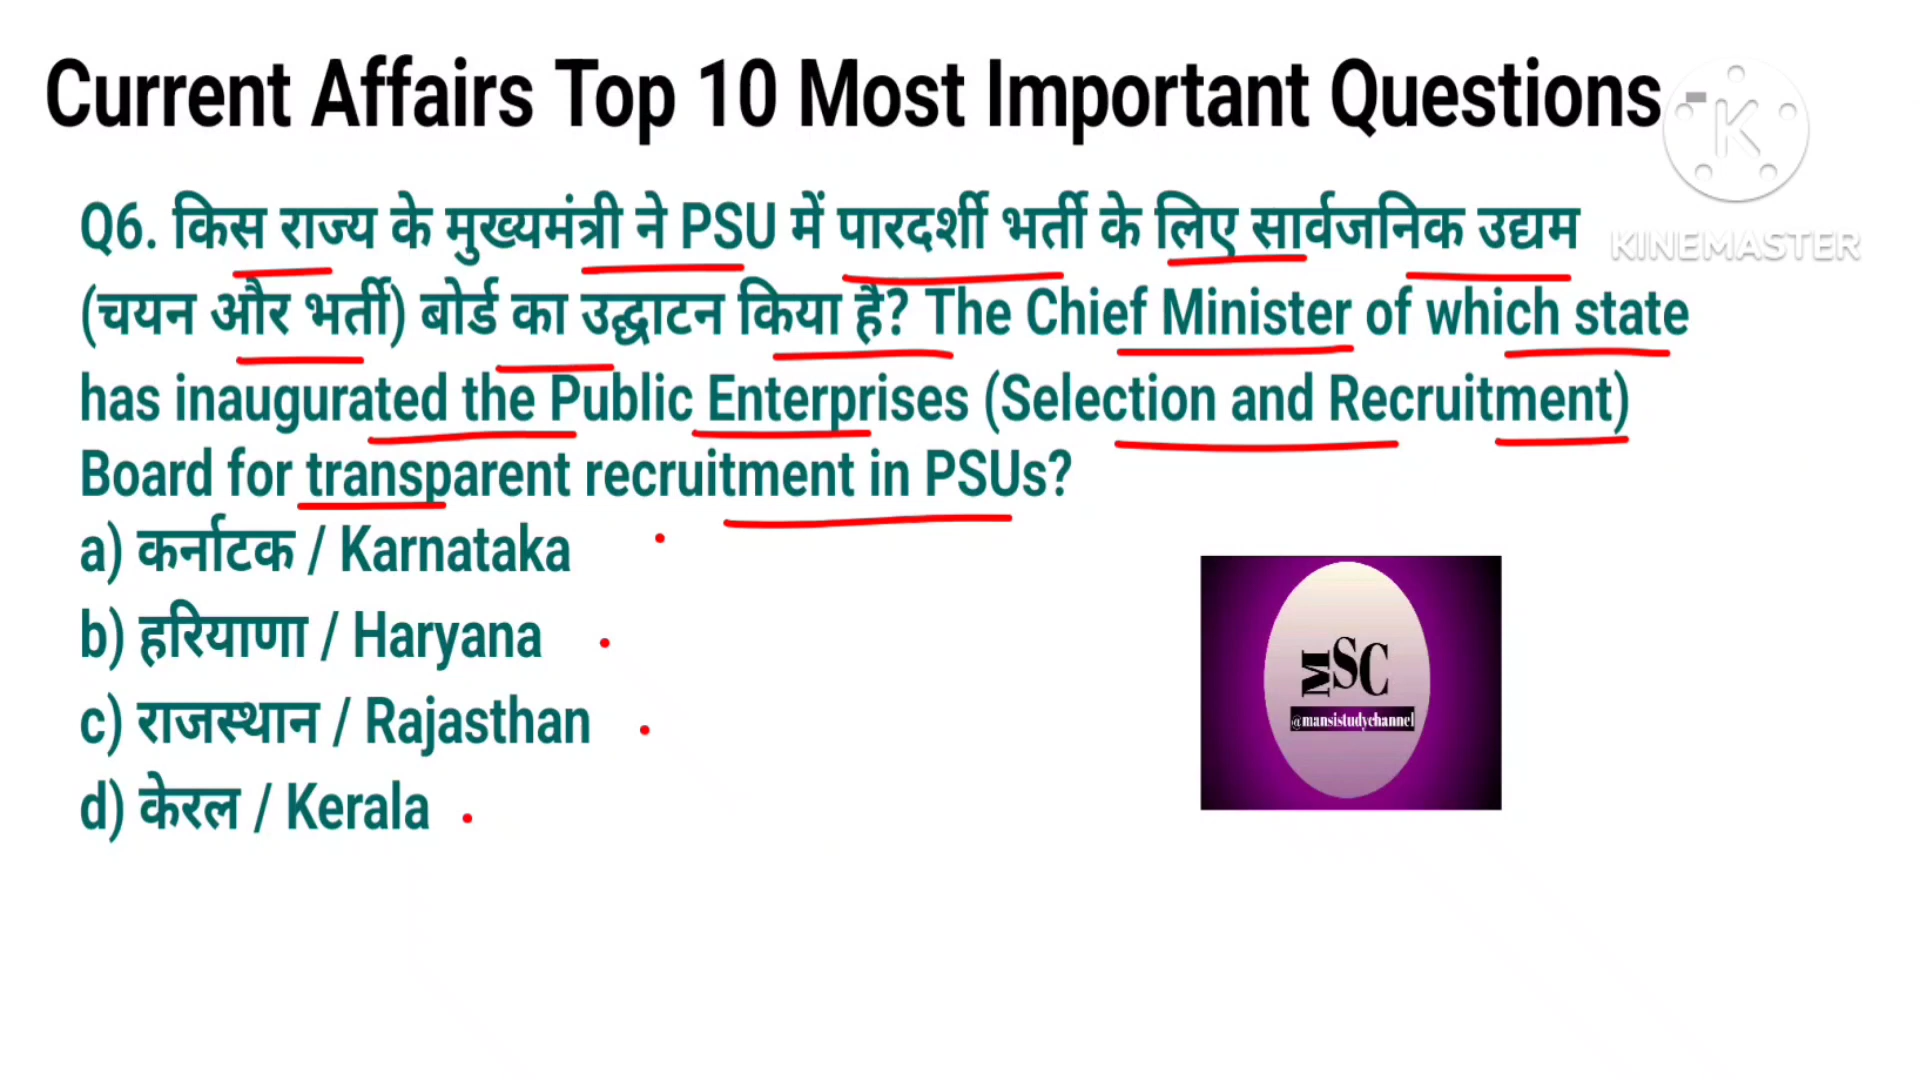 Current Affairs Top 10 Most Important Questions -
Q6. किस राज्य के मुख्यमंत्री ने PSU में पारदर्शी भर्ती के लिए सार्वजनिक उद्यम
(चयन और भर्ती) बोर्ड का उद्घाटन किया है? The Chief Minister of which state
has inaugurated the Public Enterprises (Selection and Recruitment)
Board for transparent recruitment in PSUs?
a) कर्नाटक / Karnataka
b) हरियाणा / Haryana
c) राजस्थान / Rajasthan
d) केरल / Kerala
K
KINEMASTER
MSC
@mansistudychannel